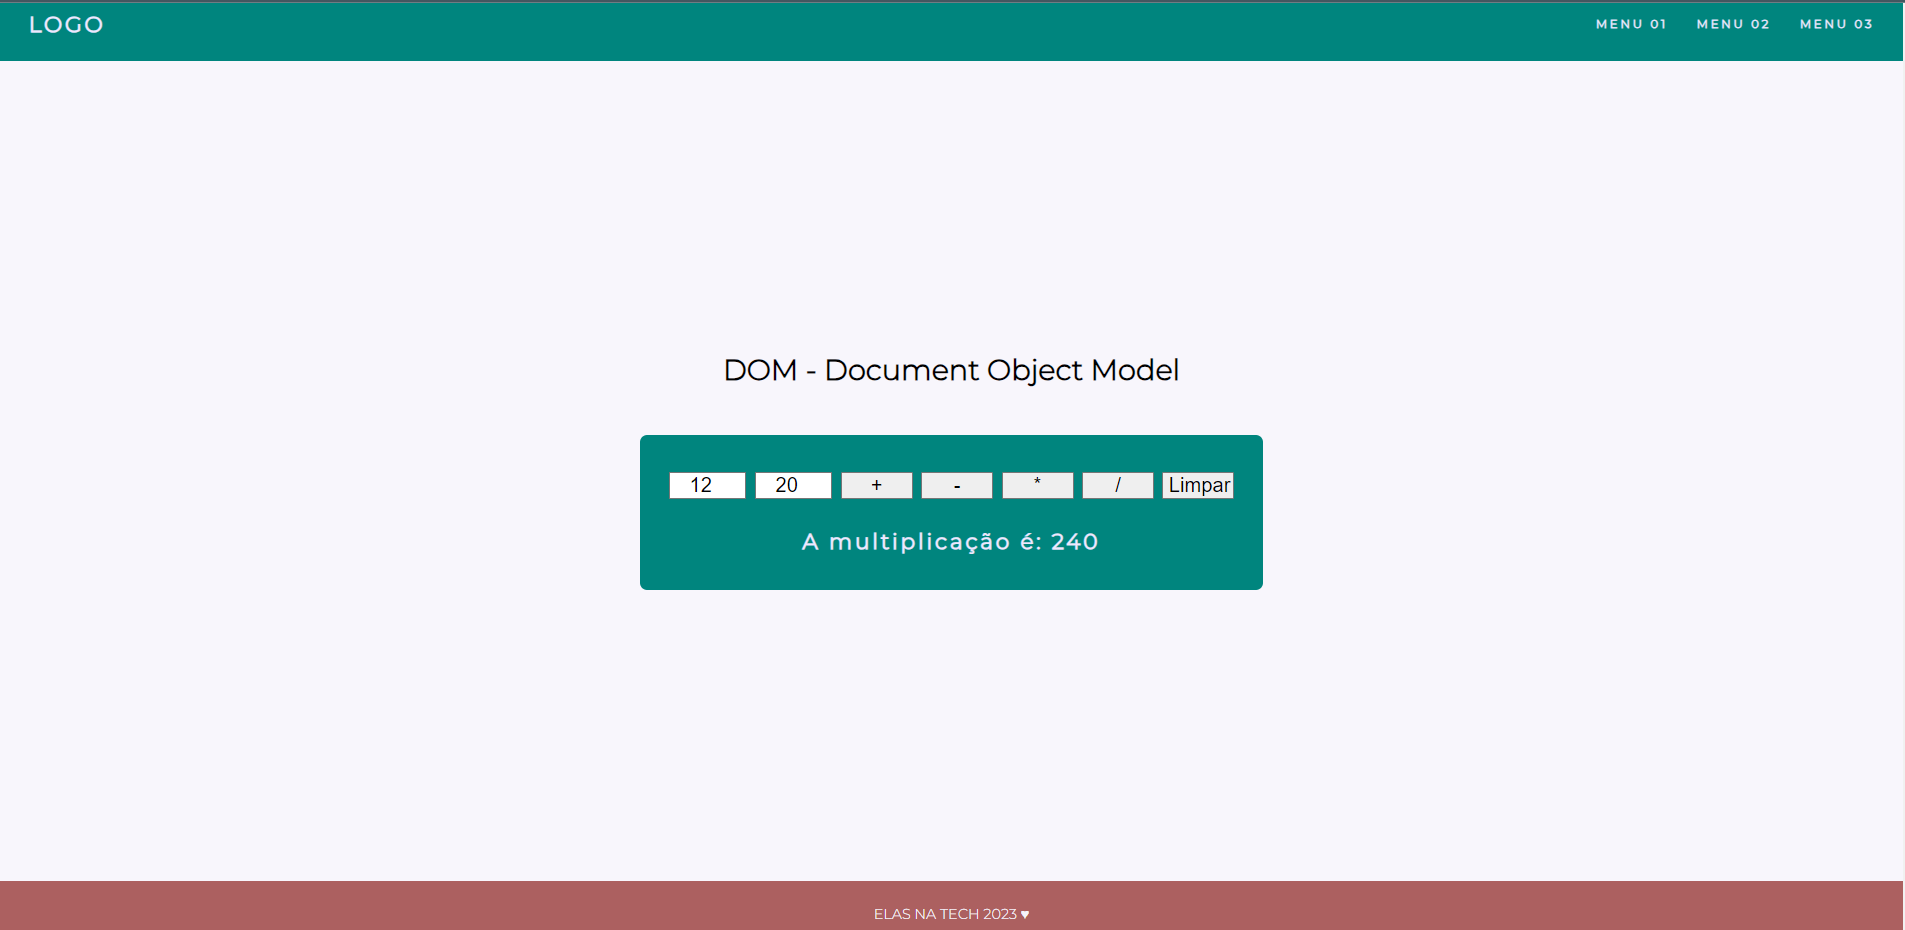 LOGO MENU 01 MENU 02 MENU 03
DOM - Document Object Model
12 20 + - * / Limpar
A multiplicação é: 240
ELAS NA TECH 2023 ♥